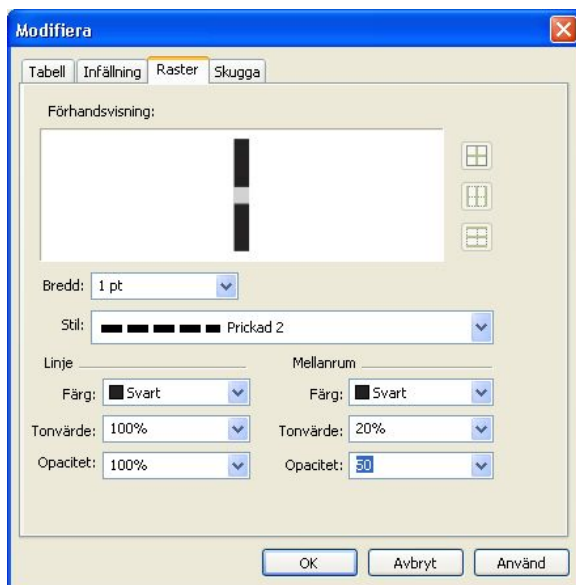 Modifiera
Tabell Infällning Raster Skugga
Förhandsvisning:
Bredd: 1 pt
Stil: Prickad 2
Linje Mellanrum
Färg: Svart Färg: Svart
Tonvärde: 100% Tonvärde: 20%
Opacitet: 100% Opacitet: 50
OK Avbryt Använd